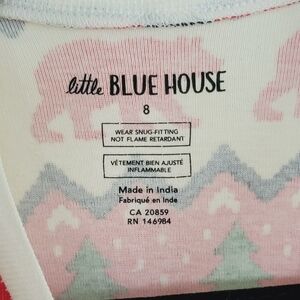 little BLUE HOUSE
8
WEAR SNUG-FITTING
NOT FLAME RETARDANT
VÊTEMENT BIEN AJUSTÉ
INFLAMMABLE
Made in India
Fabriqué en Inde
CA 20859
RN 146984